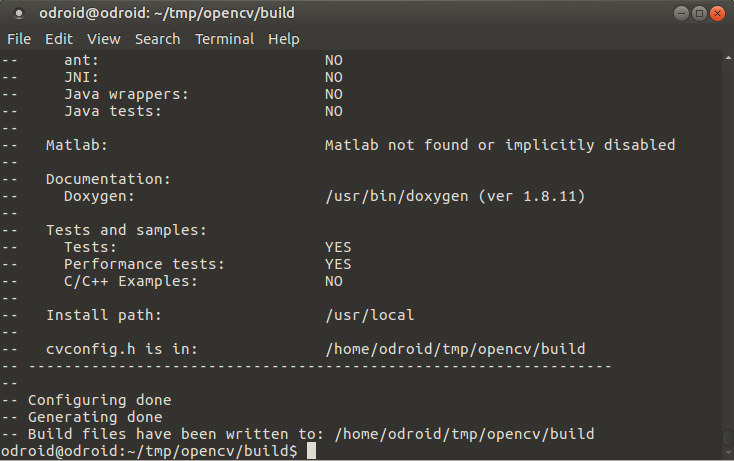 odroid@odroid: ~/tmp/opencv/build
File Edit View Search Terminal Help
--     ant:                         NO
--     JNI:                         NO
--     Java wrappers:               NO
--     Java tests:                  NO
--
--   Matlab:                        Matlab not found or implicitly disabled
--
--   Documentation:
--     Doxygen:                     /usr/bin/doxygen (ver 1.8.11)
--
--   Tests and samples:
--     Tests:                       YES
--     Performance tests:           YES
--     C/C++ Examples:              NO
--
--   Install path:                  /usr/local
--
--   cvconfig.h is in:              /home/odroid/tmp/opencv/build
-- -----------------------------------------------------------------
--
-- Configuring done
-- Generating done
-- Build files have been written to: /home/odroid/tmp/opencv/build
odroid@odroid:~/tmp/opencv/build$